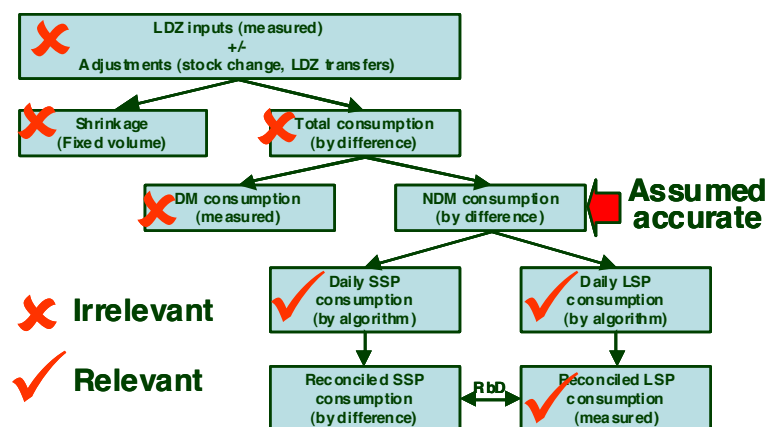 LDZ inputs (measured)
+/-
Adjustments (stock change, LDZ transfers)
Shrinkage
(Fixed volume)
Total consumption
(by difference)
DM consumption
(measured)
NDM consumption
(by difference)
Assumed
accurate
Daily SSP
consumption
(by algorithm)
Daily LSP
consumption
(by algorithm)
Irrelevant
Relevant
Reconciled SSP
consumption
(by difference)
RbD
Reconciled LSP
consumption
(measured)